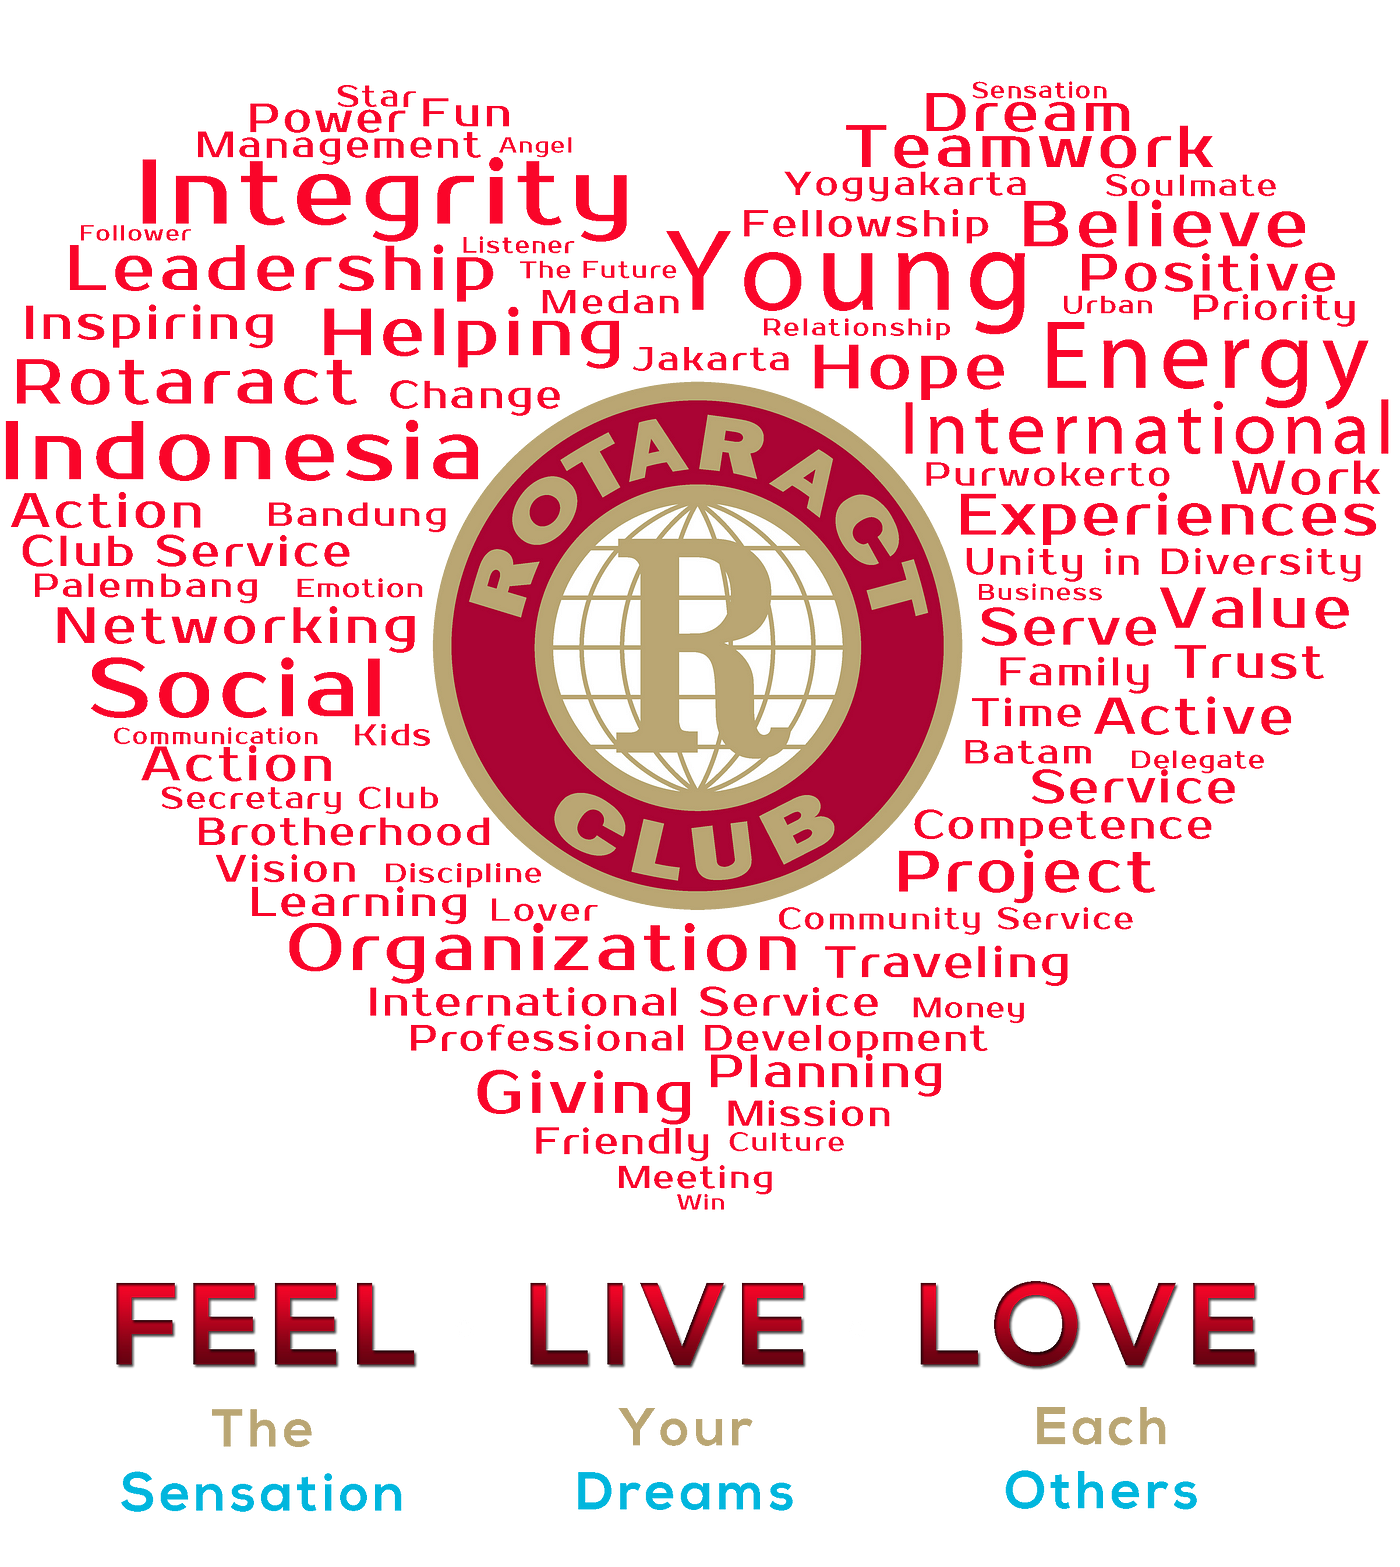 Star
Power Fun
Management Angel
Integrity
Follower
Listener
Leadership
The Future
Medan
Inspiring
Helping
Jakarta
Rotaract
Change
Indonesia
Action
Bandung
Club Service
Palembang
Emotion
Networking
Social
Communication
Kids
Action
Secretary Club
Brotherhood
Vision
Discipline
Learning
Lover
Sensation
Dream
Teamwork
Yogyakarta
Soulmate
Fellowship
Believe
Young
Positive
Urban
Priority
Relationship
Hope
Energy
International
Purwokerto
Work
Experiences
Unity in Diversity
Business
Serve
Value
Family
Trust
Time
Active
Batam
Delegate
Service
Competence
Project
Community Service
ROTARACT
R
CLUB
Organization
Traveling
International Service
Money
Professional Development
Giving
Planning
Mission
Friendly
Culture
Meeting
Win
FEEL
The
Sensation
LIVE
Your
Dreams
LOVE
Each
Others